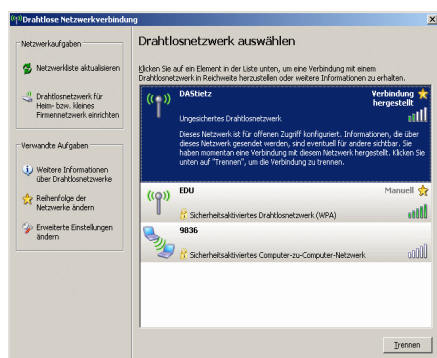 Drahtlose Netzwerkverbindung
Netzwerkaufgaben
Netzwerkliste aktualisieren
Drahtlosnetzwerk für
Heim- bzw. kleines
Firmennetzwerk einrichten
Verwandte Aufgaben
Weitere Informationen
über Drahtlosnetzwerke
Reihenfolge der
Netzwerke ändern
Erweiterte Einstellungen
ändern
Drahtlosnetzwerk auswählen
Klicken Sie auf ein Element in der Liste unten, um eine Verbindung mit einem
Drahtlosnetzwerk in Reichweite herzustellen oder weitere Informationen zu erhalten.
DAStietz
Verbindung
hergestellt
Ungesichertes Drahtlosnetzwerk
Dieses Netzwerk ist für offenen Zugriff konfiguriert. Informationen, die über
dieses Netzwerk gesendet werden, sind eventuell für andere sichtbar. Sie
haben momentan eine Verbindung mit diesem Netzwerk hergestellt. Klicken Sie
unten auf "Trennen", um die Verbindung zu trennen.
EDU
Manuell
Sicherheitsaktiviertes Drahtlosnetzwerk (WPA)
9836
Sicherheitsaktiviertes Computer-zu-Computer-Netzwerk
Trennen